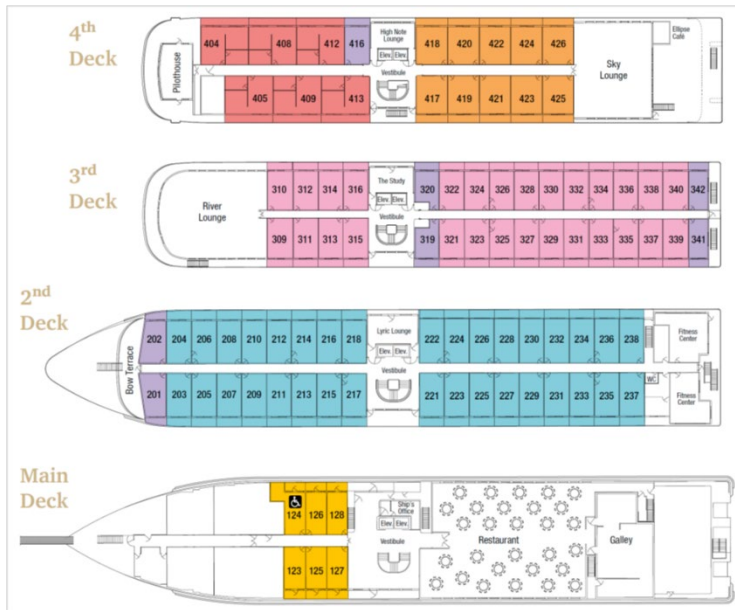 4th
Deck
Pilothouse
404 408 412 416
405 409 413
High Note
Lounge
Elev. Elev.
Vestibule
418 420 422 424 426
417 419 421 423 425
Sky
Lounge
Ellipse
Café
3rd
Deck
River
Lounge
310 312 314 316
309 311 313 315
The Study
Elev. Elev.
Vestibule
320 322 324 326 328 330 332 334 336 338 340 342
319 321 323 325 327 329 331 333 335 337 339 341
2nd
Deck
Bow Terrace
202 204 206 208 210 212 214 216 218
201 203 205 207 209 211 213 215 217
Lyric Lounge
Elev. Elev.
Vestibule
222 224 226 228 230 232 234 236 238
221 223 225 227 229 231 233 235 237
WC
Fitness
Center
Fitness
Center
Main
Deck
124 126 128
123 125 127
Ship's
Office
Elev. Elev.
Vestibule
Restaurant
Galley